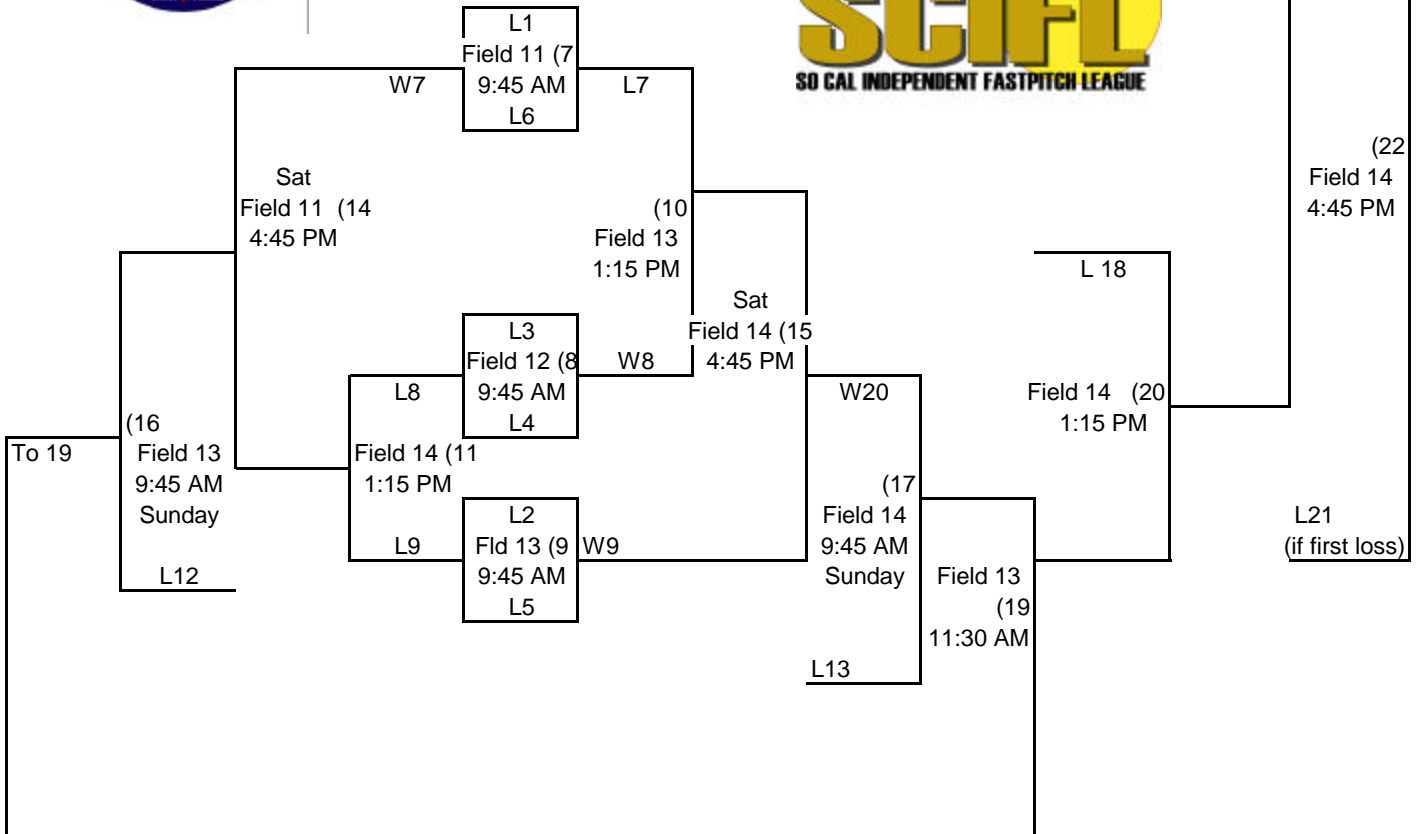 SCIFL
SO CAL INDEPENDENT FASTPITCH LEAGUE
L1
Field 11 (7
9:45 AM
L6
W7
L7
(22
Field 14
4:45 PM
Sat
Field 11 (14
4:45 PM
(10
Field 13
1:15 PM
L 18
Sat
Field 14 (15
4:45 PM
L3
Field 12 (8
9:45 AM
L4
W8
L8
W20
Field 14 (20
1:15 PM
(16
Field 13
9:45 AM
Sunday
To 19
Field 14 (11
1:15 PM
(17
Field 14
9:45 AM
Sunday
L2
Fld 13 (9
9:45 AM
L5
W9
L9
L21
(if first loss)
L12
Field 13
(19
11:30 AM
L13